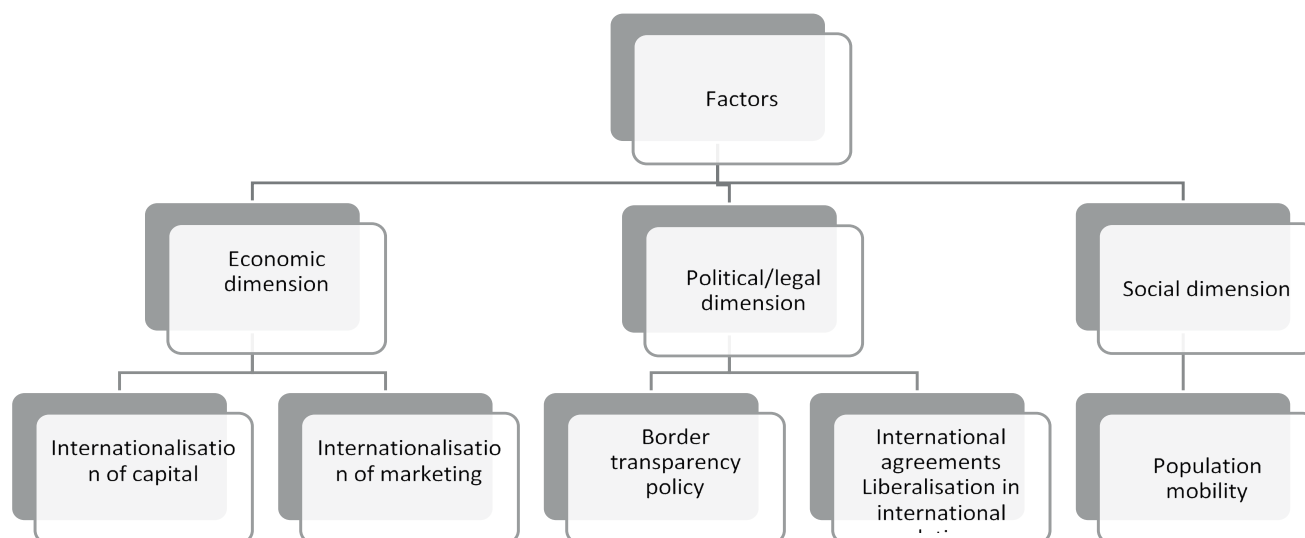 Factors
Economic
dimension
Political/legal
dimension
Social dimension
Internationalisatio
n of capital
Internationalisatio
n of marketing
Border
transparency
policy
International
agreements
Liberalisation in
international
Population
mobility